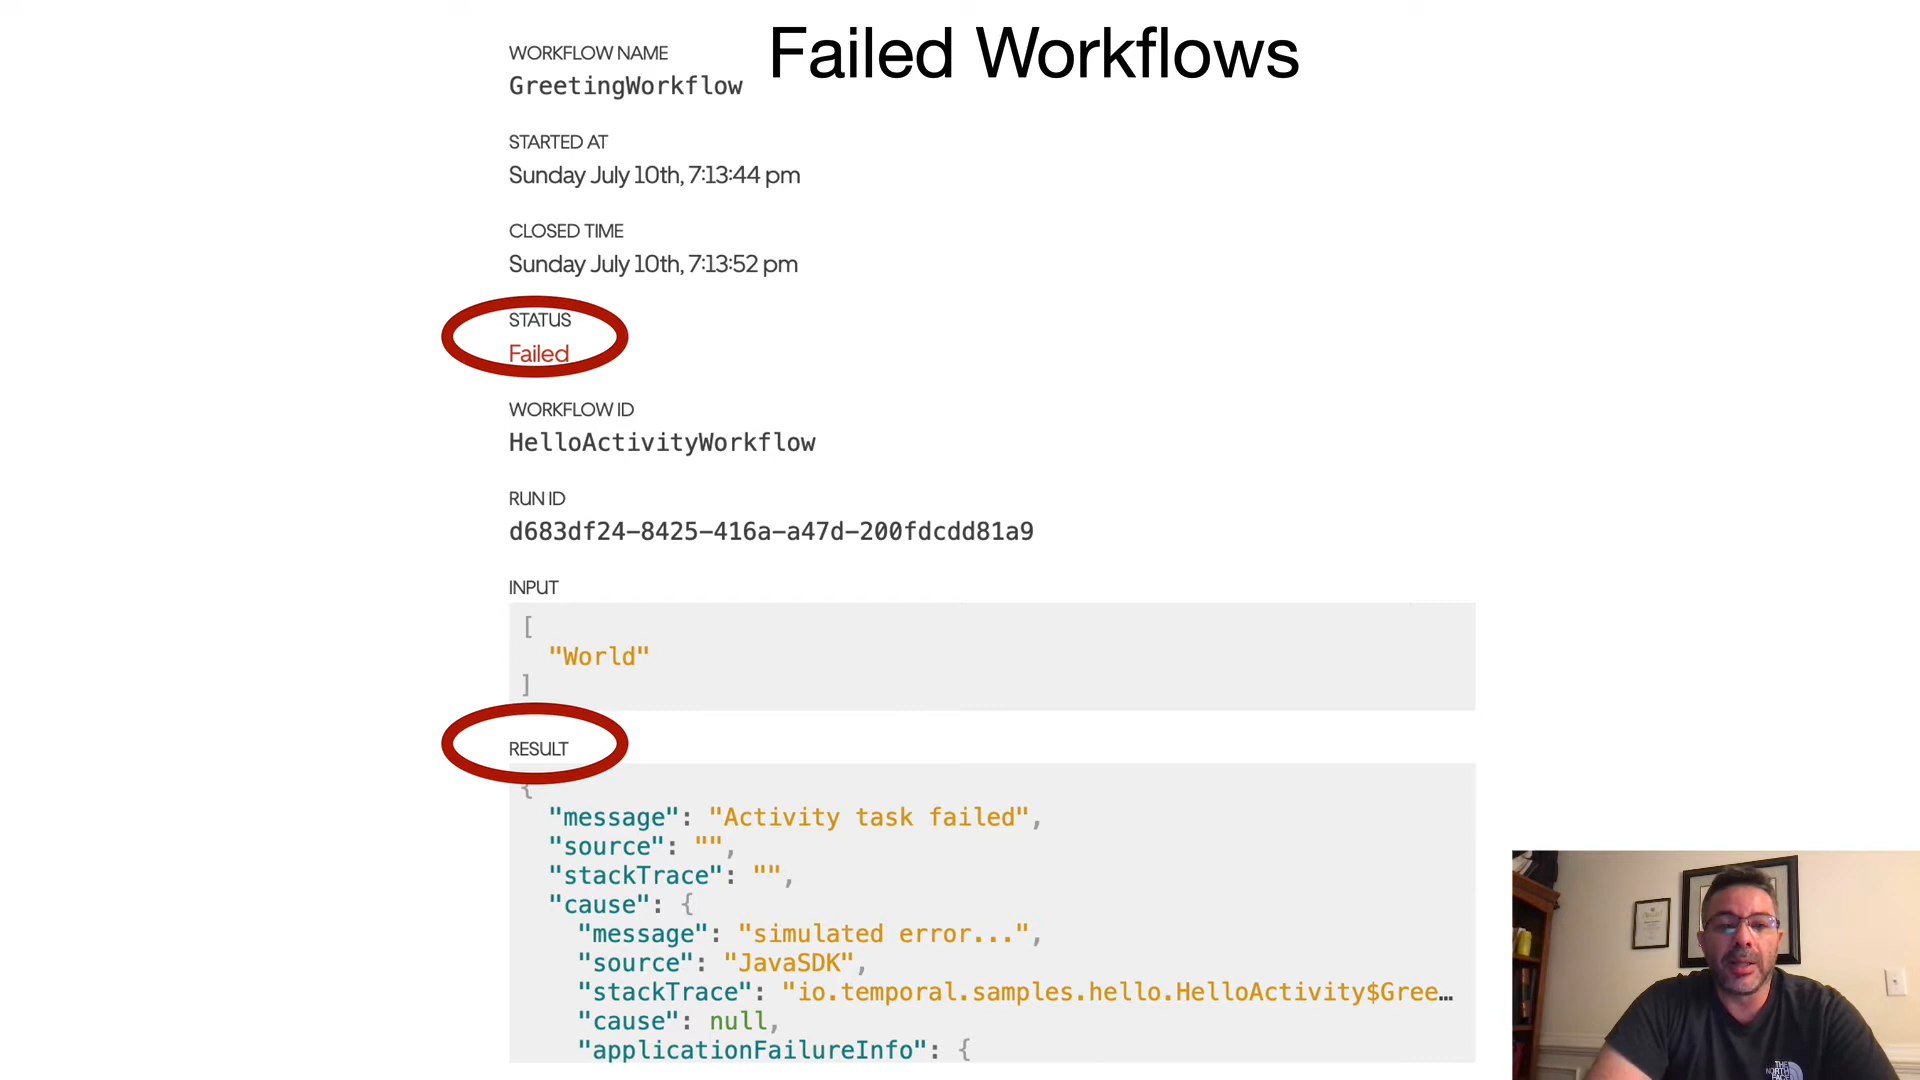 Failed Workflows
WORKFLOW NAME
GreetingWorkflow
STARTED AT
Sunday July 10th, 7:13:44 pm
CLOSED TIME
Sunday July 10th, 7:13:52 pm
STATUS
Failed
WORKFLOW ID
HelloActivityWorkflow
RUN ID
d683df24-8425-416a-a47d-200fdcdd81a9
INPUT
[
"World"
]
RESULT
{
"message": "Activity task failed",
"source": "",
"stackTrace": "",
"cause": {
"message": "simulated error...",
"source": "JavaSDK",
"stackTrace": "io.temporal.samples.hello.HelloActivity$Gree…
"cause": null,
"applicationFailureInfo": {
THE
NORTH
FACE